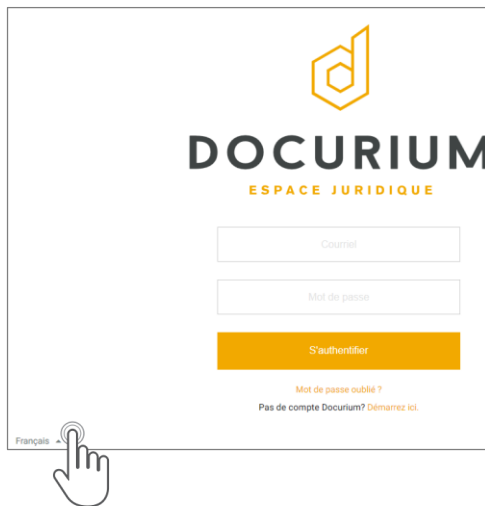 DOCURIUM
ESPACE JURIDIQUE
Courriel
Mot de passe
S'authentifier
Mot de passe oublié ?
Pas de compte Docurium? Démarrez ici.
Français